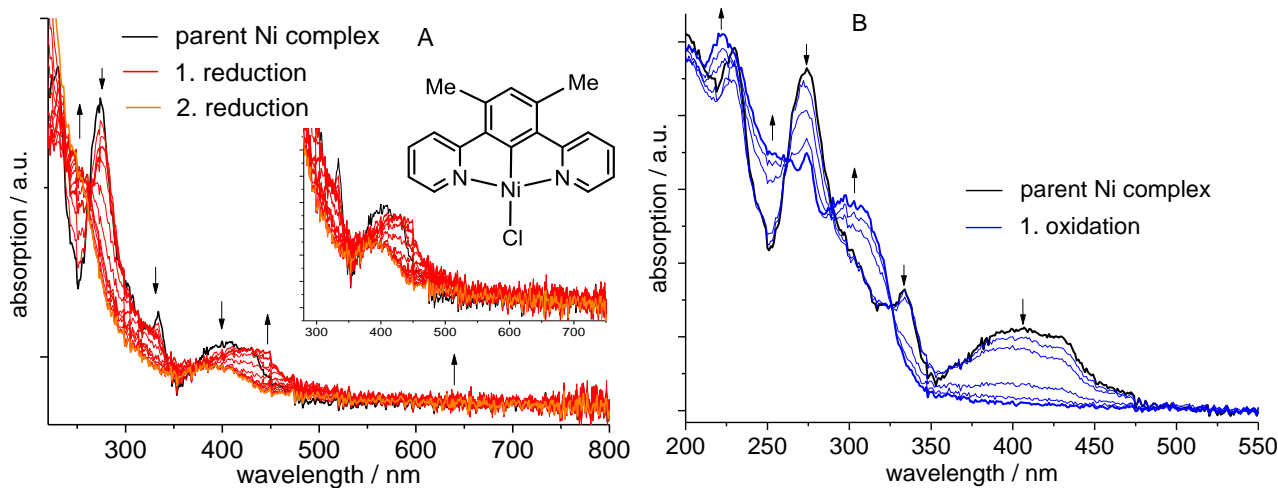 parent Ni complex
1. reduction
2. reduction
A
Me
Me
N
Ni
N
Cl
absorption / a.u.
300
400
500
600
700
300
400
500
600
700
800
wavelength / nm
B
parent Ni complex
1. oxidation
absorption / a.u.
200
250
300
350
400
450
500
550
wavelength / nm